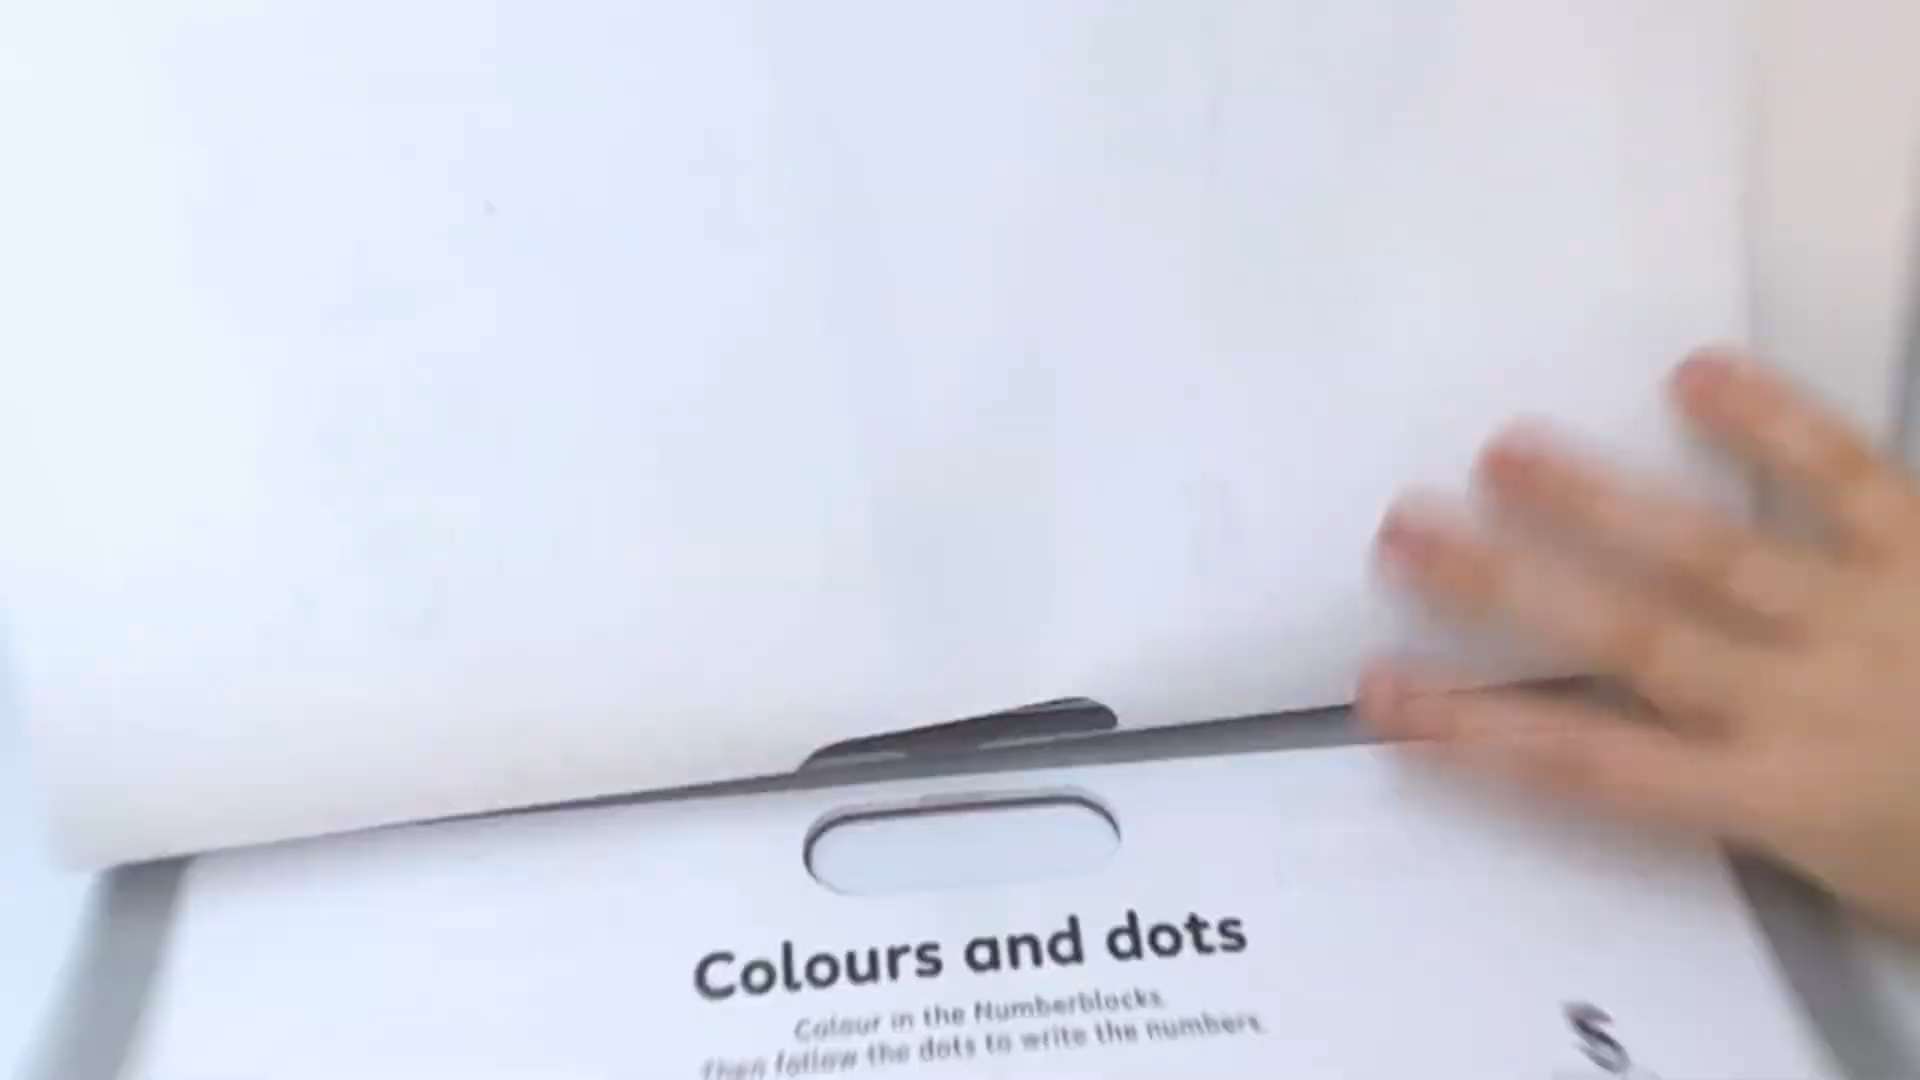 Colours and dots
Colour in the Numberblocks.
Then follow the dots to write the numbers.